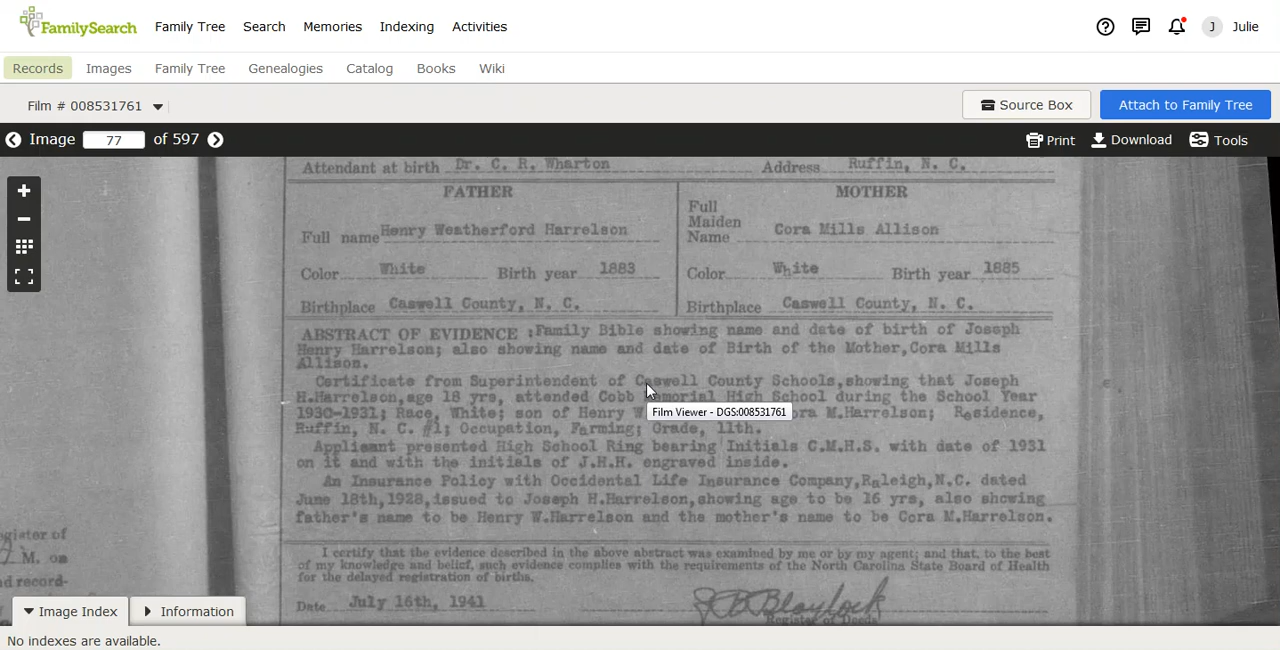 FamilySearch Family Tree Search Memories Indexing Activities J Julie
Records Images Family Tree Genealogies Catalog Books Wiki
Film # 008531761 Source Box Attach to Family Tree
Image 77 of 597 Print Download Tools
Attendant at birth Dr. C. R. Wharton Address Ruffin, N. C.
FATHER
Full name Henry Weatherford Harrelson
Color White Birth year 1883
Birthplace Caswell County, N. C.
MOTHER
Full
Maiden
Name Cora Mills Allison
Color White Birth year 1885
Birthplace Caswell County, N. C.
ABSTRACT OF EVIDENCE :Family Bible showing name and date of birth of Joseph
Henry Harrelson; also showing name and date of Birth of the Mother,Cora Mills
Allison.
Certificate from Superintendent of Caswell County Schools,showing that Joseph
H.Harrelson,age 18 yrs, attended Cobb Memorial High School during the School Year
1930-1931; Race, White; son of Henry W ora M.Harrelson; Residence,
Ruffin, N. C. #1; Occupation, Farming; Grade, 11th.
Film Viewer - DGS:008531761
Applicant presented High School Ring bearing Initials C.M.H.S. with date of 1931
on it and with the initials of J.H.H. engraved inside.
An Insurance Policy with Occidental Life Insurance Company,Raleigh,N.C. dated
June 18th,1928,issued to Joseph H.Harrelson,showing age to be 16 yrs, also showing
father's name to be Henry W.Harrelson and the mother's name to be Cora M.Harrelson.
I certify that the evidence described in the above abstract was examined by me or by my agent; and that, to the best
of my knowledge and belief, such evidence complies with the requirements of the North Carolina State Board of Health
for the delayed registration of births.
Date July 16th, 1941 Blaylock
Register of Deeds
egister of
M. on
nd record-
Image Index Information
No indexes are available.